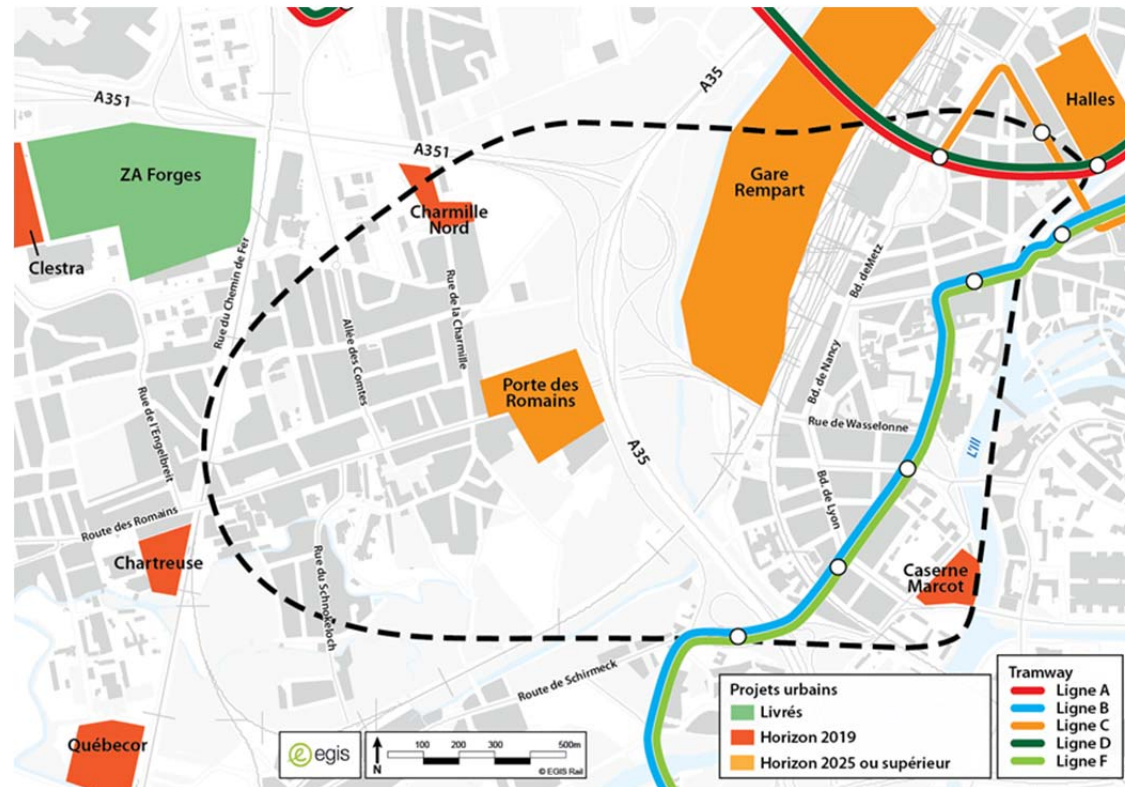 A351
A35
Halles
ZA Forges
A351
Gare
Rempart
Charmille
Nord
Clestra
Rue du Chemin de Fer
Bd. deMetz
Rue de la Charmille
Allée des Comtes
Bd. de Nancy
Porte des
Romains
Rue de l'Engelbreit
Rue de Wasselonne
A35
L'Ill
Bd. de Lyon
Route des Romains
Chartreuse
Rue du Schnokeloch
Caserne
Marcot
Route de Schirmeck
Québecor
egis
N
100 200 300 500m
© EGIS Rail
Projets urbains
Livrés
Horizon 2019
Horizon 2025 ou supérieur
Tramway
Ligne A
Ligne B
Ligne C
Ligne D
Ligne F